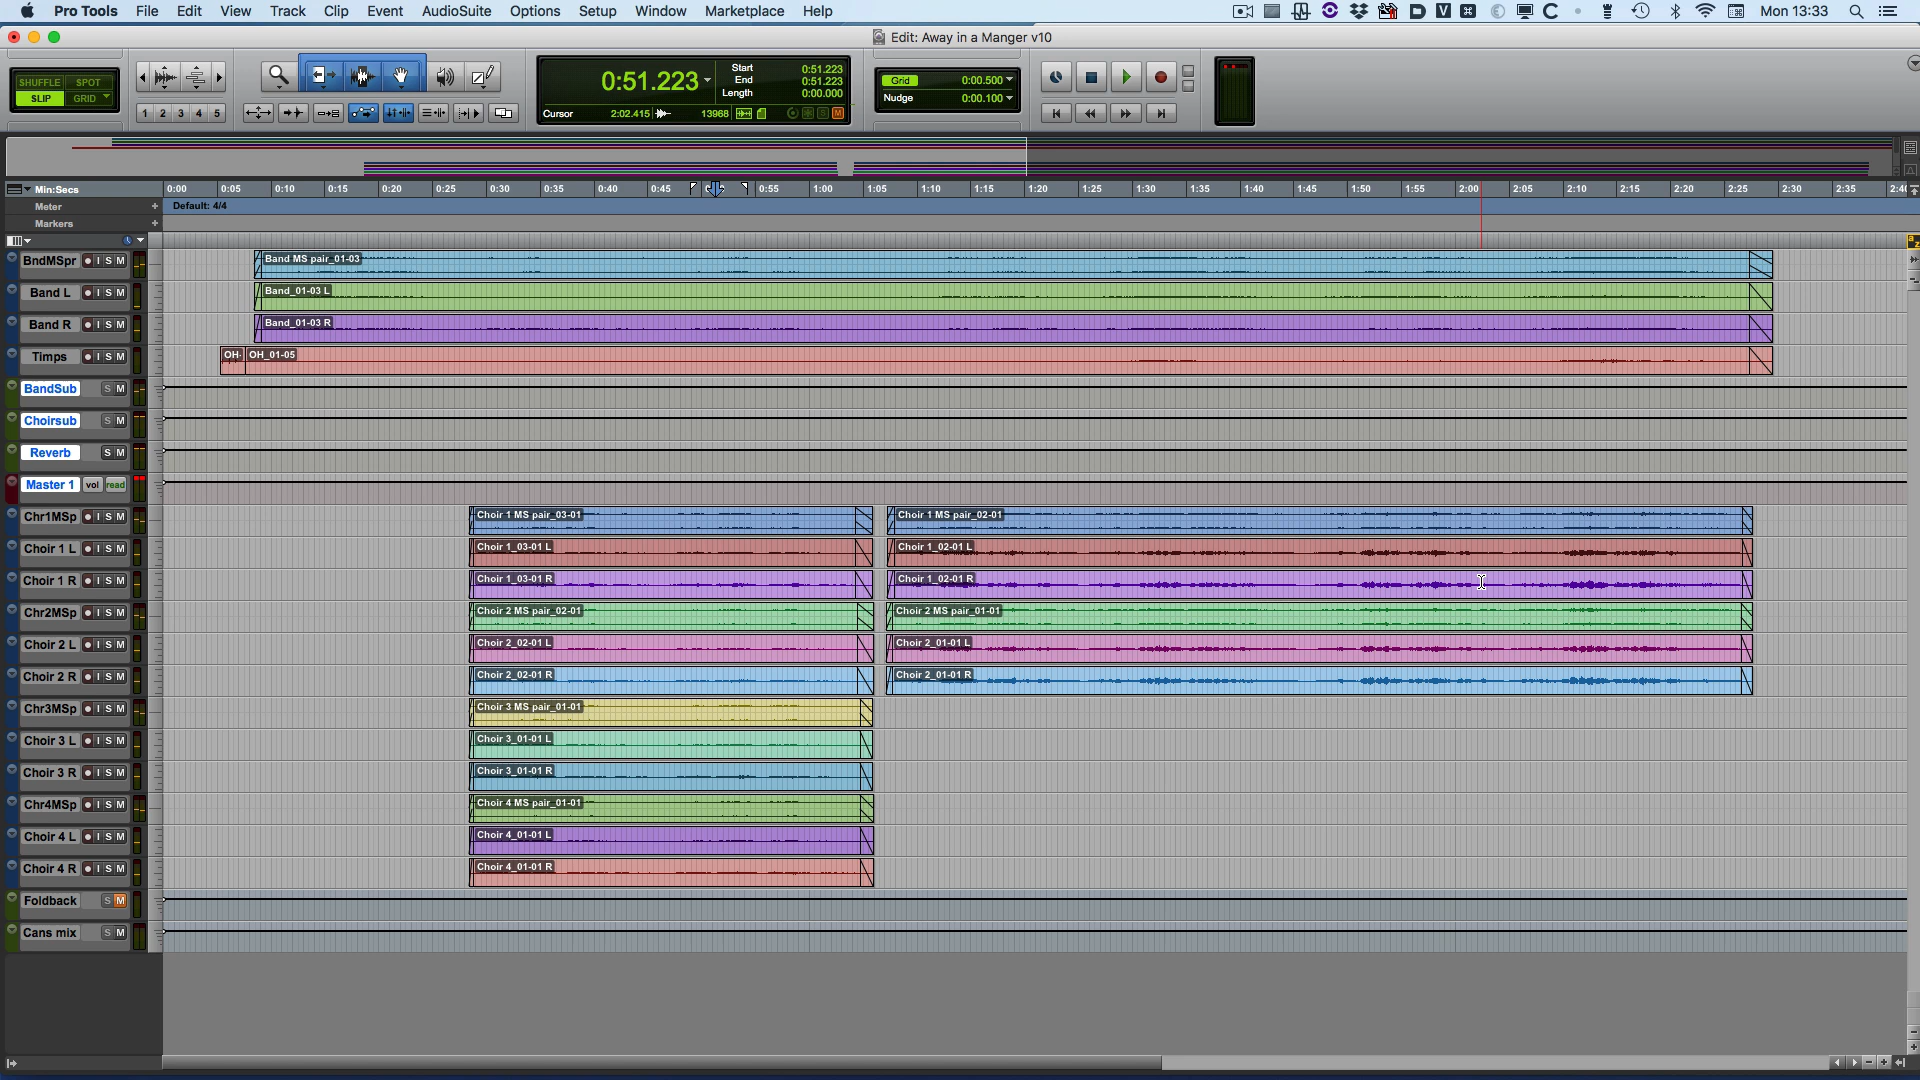 Pro Tools File Edit View Track Clip Event AudioSuite Options Setup Window Marketplace Help Mon 13:33
Edit: Away in a Manger v10
SHUFFLE SPOT
SLIP GRID
1 2 3 4 5
0:51.223
Start 0:51.223
End 0:51.223
Length 0:00.000
Cursor 2:02.415 13968
Grid 0:00.500
Nudge 0:00.100
Min:Secs 0:00 0:05 0:10 0:15 0:20 0:25 0:30 0:35 0:40 0:45 0:55 1:00 1:05 1:10 1:15 1:20 1:25 1:30 1:35 1:40 1:45 1:50 1:55 2:00 2:05 2:10 2:15 2:20 2:25 2:30 2:35
Meter Default: 4/4
Markers
BndMSpr I S M Band MS pair_01-03
Band L I S M Band_01-03 L
Band R I S M Band_01-03 R
Timps I S M OH- OH_01-05
BandSub S M
Choirsub S M
Reverb S M
Master 1 vol read
Chr1MSp I S M Choir 1 MS pair_03-01 Choir 1 MS pair_02-01
Choir 1 L I S M Choir 1_03-01 L Choir 1_02-01 L
Choir 1 R I S M Choir 1_03-01 R Choir 1_02-01 R
Chr2MSp I S M Choir 2 MS pair_02-01 Choir 2 MS pair_01-01
Choir 2 L I S M Choir 2_02-01 L Choir 2_01-01 L
Choir 2 R I S M Choir 2_02-01 R Choir 2_01-01 R
Chr3MSp I S M Choir 3 MS pair_01-01
Choir 3 L I S M Choir 3_01-01 L
Choir 3 R I S M Choir 3_01-01 R
Chr4MSp I S M Choir 4 MS pair_01-01
Choir 4 L I S M Choir 4_01-01 L
Choir 4 R I S M Choir 4_01-01 R
Foldback S M
Cans mix S M